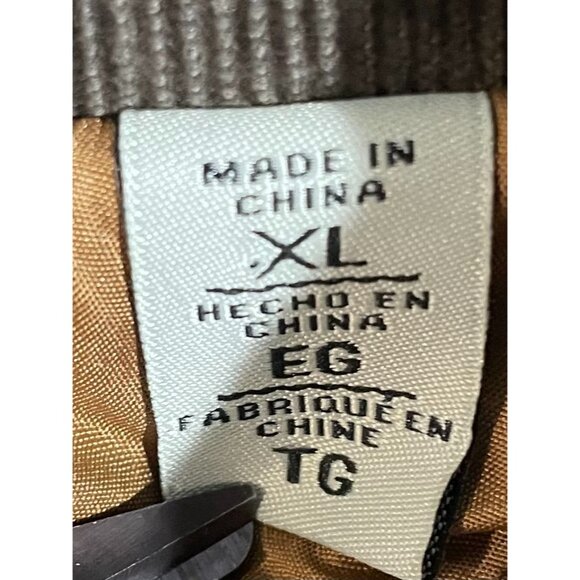 MADE IN
CHINA
XL
HECHO EN
CHINA
EG
FABRIQUE EN
CHINE
TG